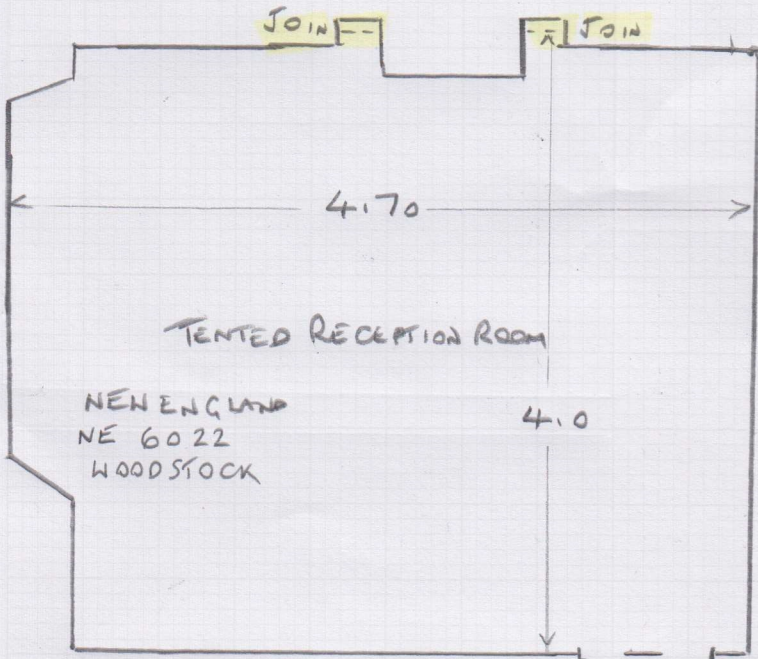 JOIN
JOIN
4.70
TENTED RECEPTION ROOM
NEW ENGLAND
NE 6022
4.0
WOODSTOCK